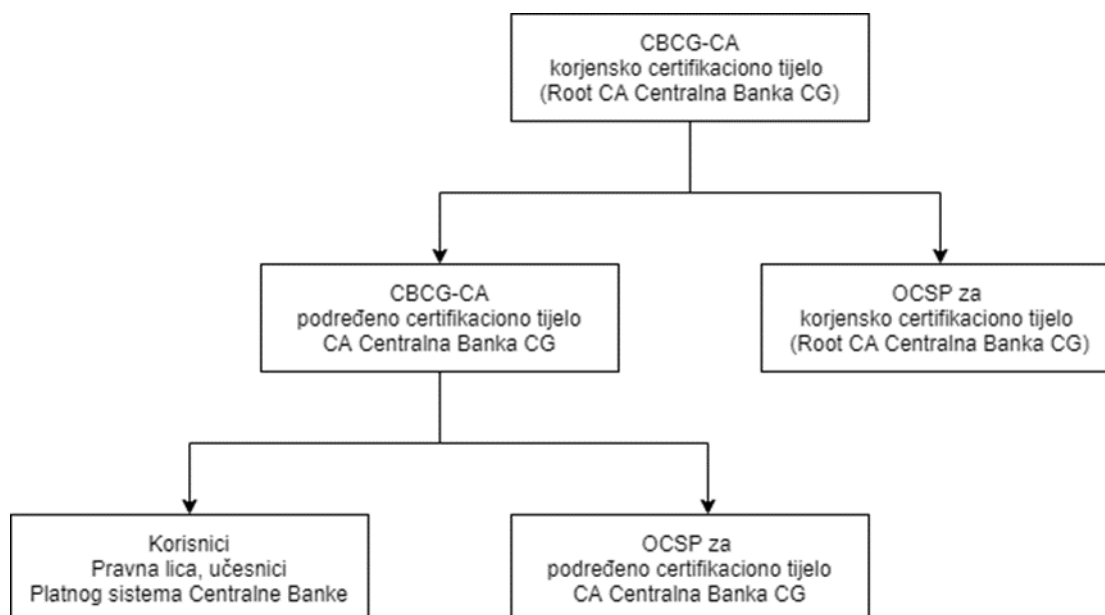 CBCG-CA
korjensko certifikaciono tijelo
(Root CA Centralna Banka CG)
CBCG-CA
podređeno certifikaciono tijelo
CA Centralna Banka CG
OCSP za
korjensko certifikaciono tijelo
(Root CA Centralna Banka CG)
Korisnici
Pravna lica, učesnici
Platnog sistema Centralne Banke
OCSP za
podređeno certifikaciono tijelo
CA Centralna Banka CG